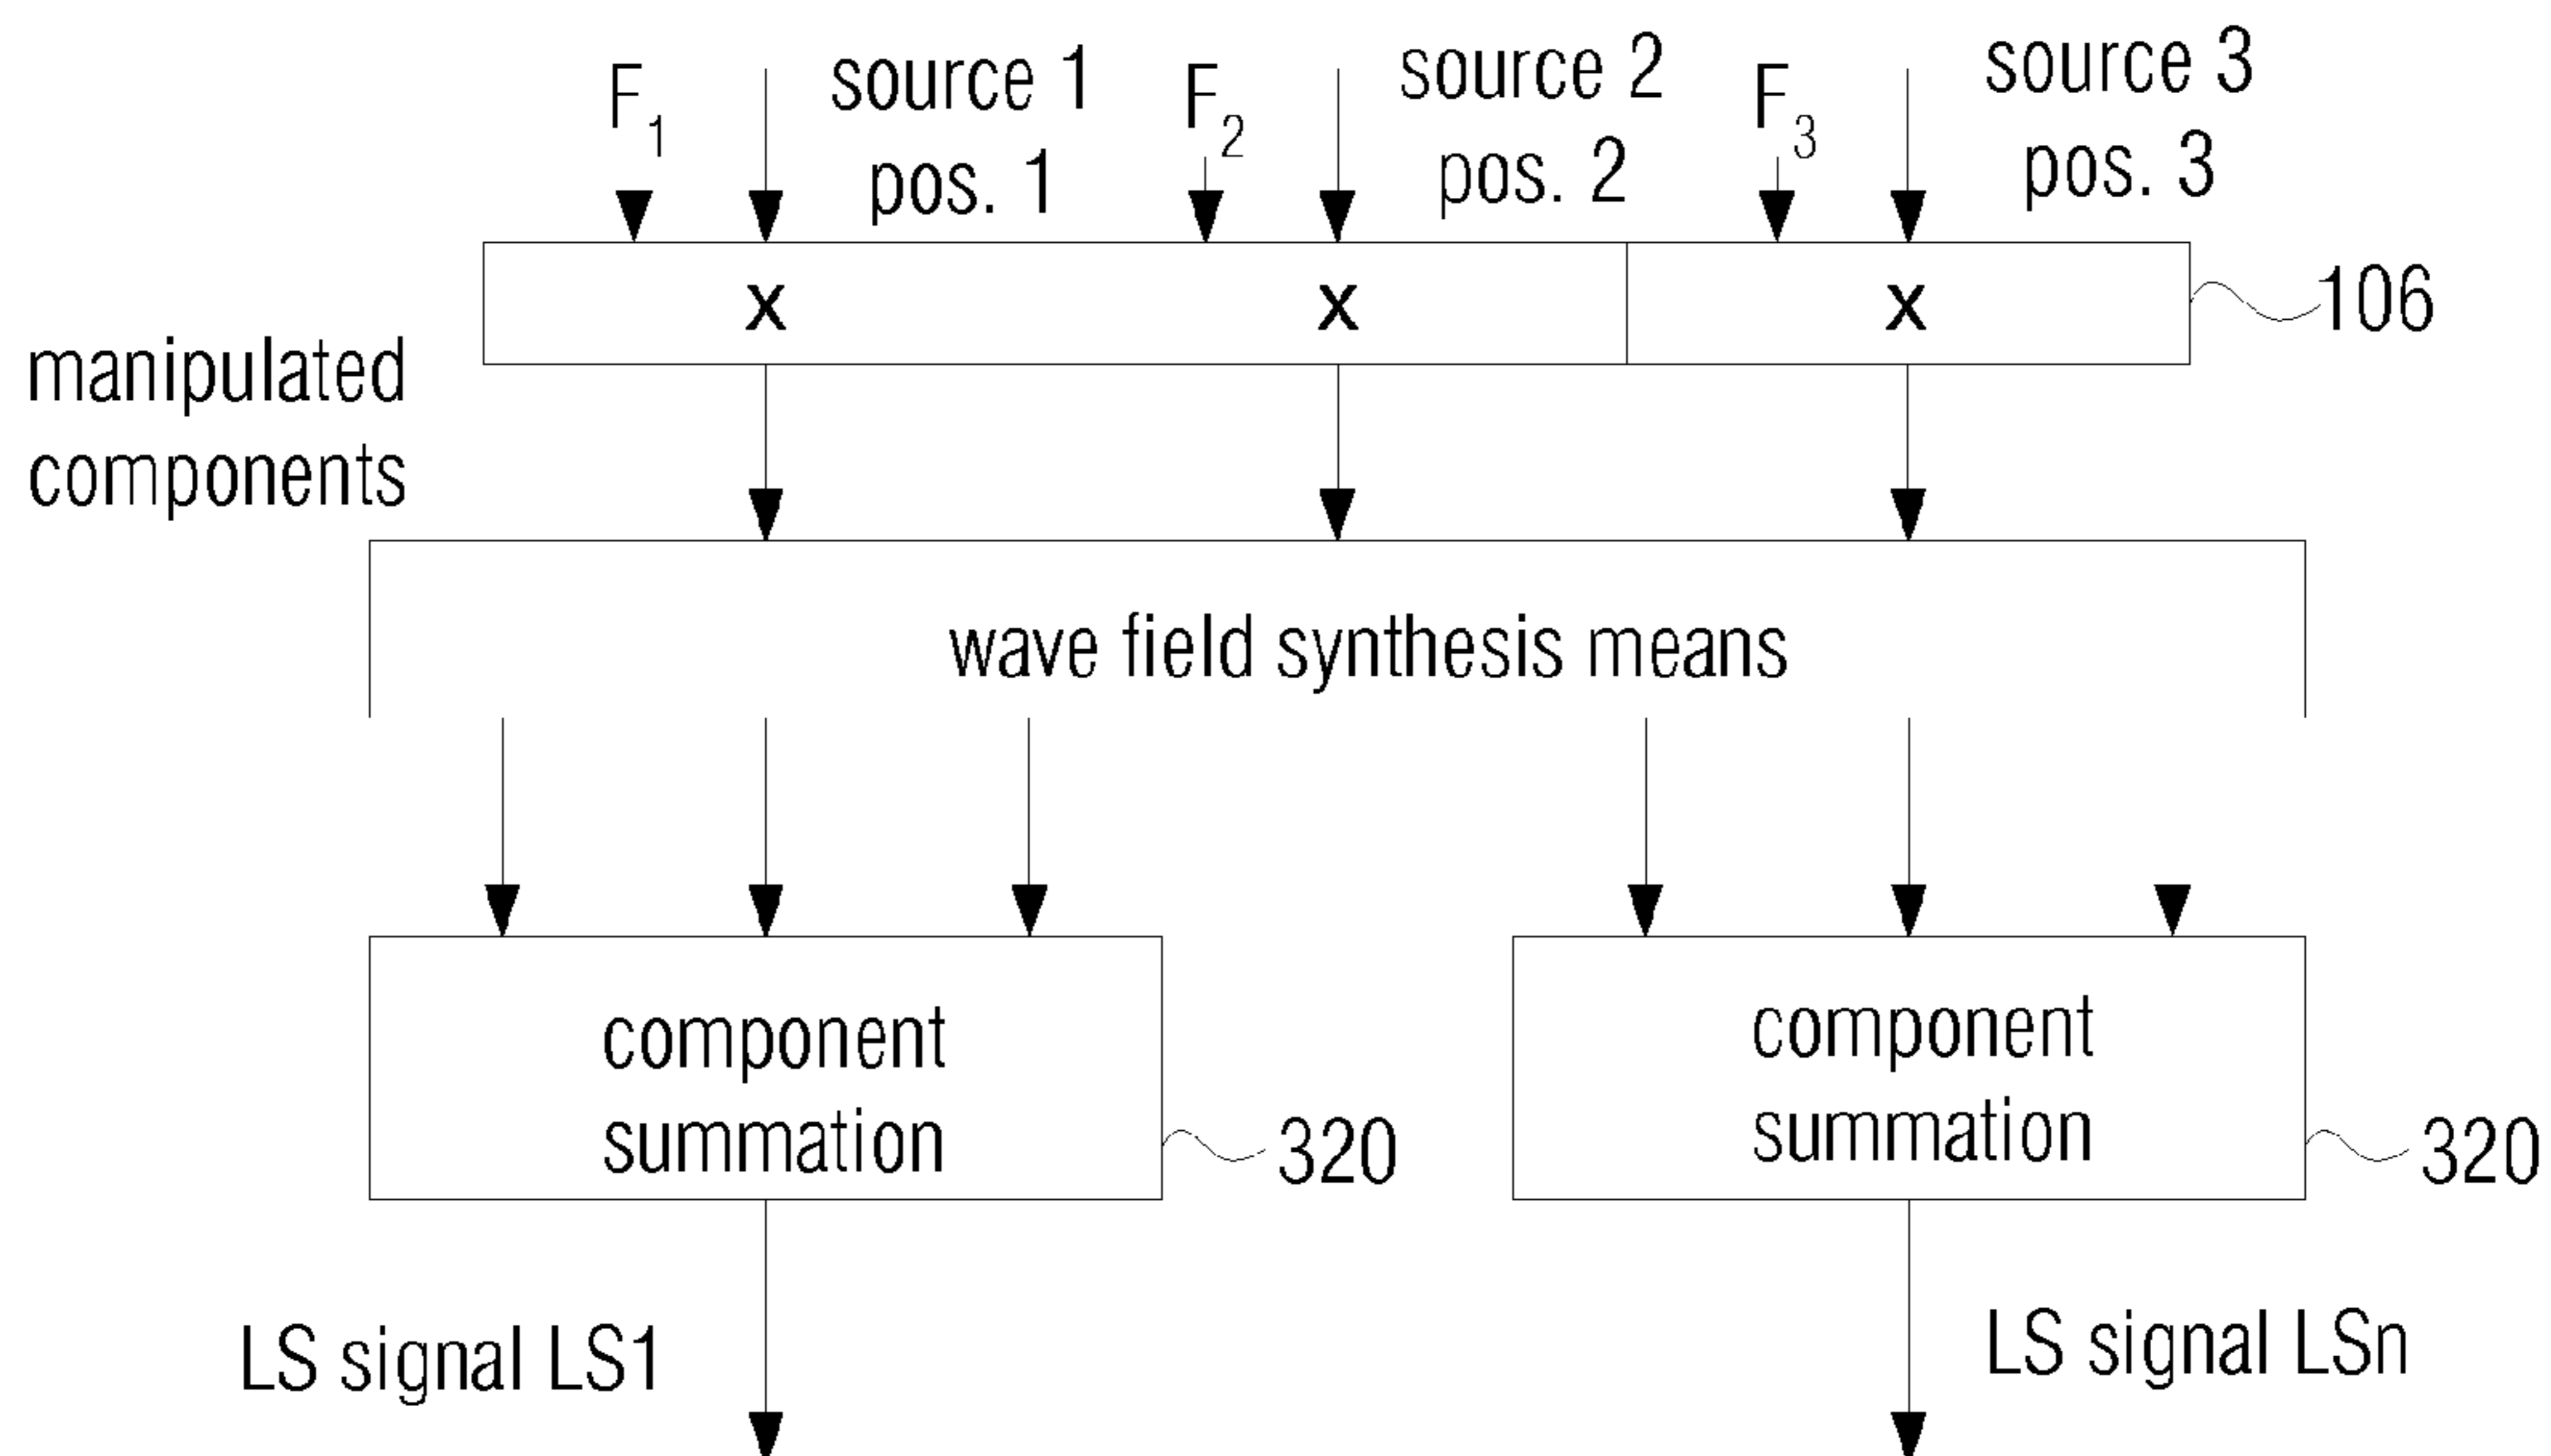 F1 source 1 F2 source 2 F3 source 3
pos. 1 pos. 2 pos. 3
x x x 106
manipulated
components
wave field synthesis means
component
summation
320
component
summation
320
LS signal LS1
LS signal LSn